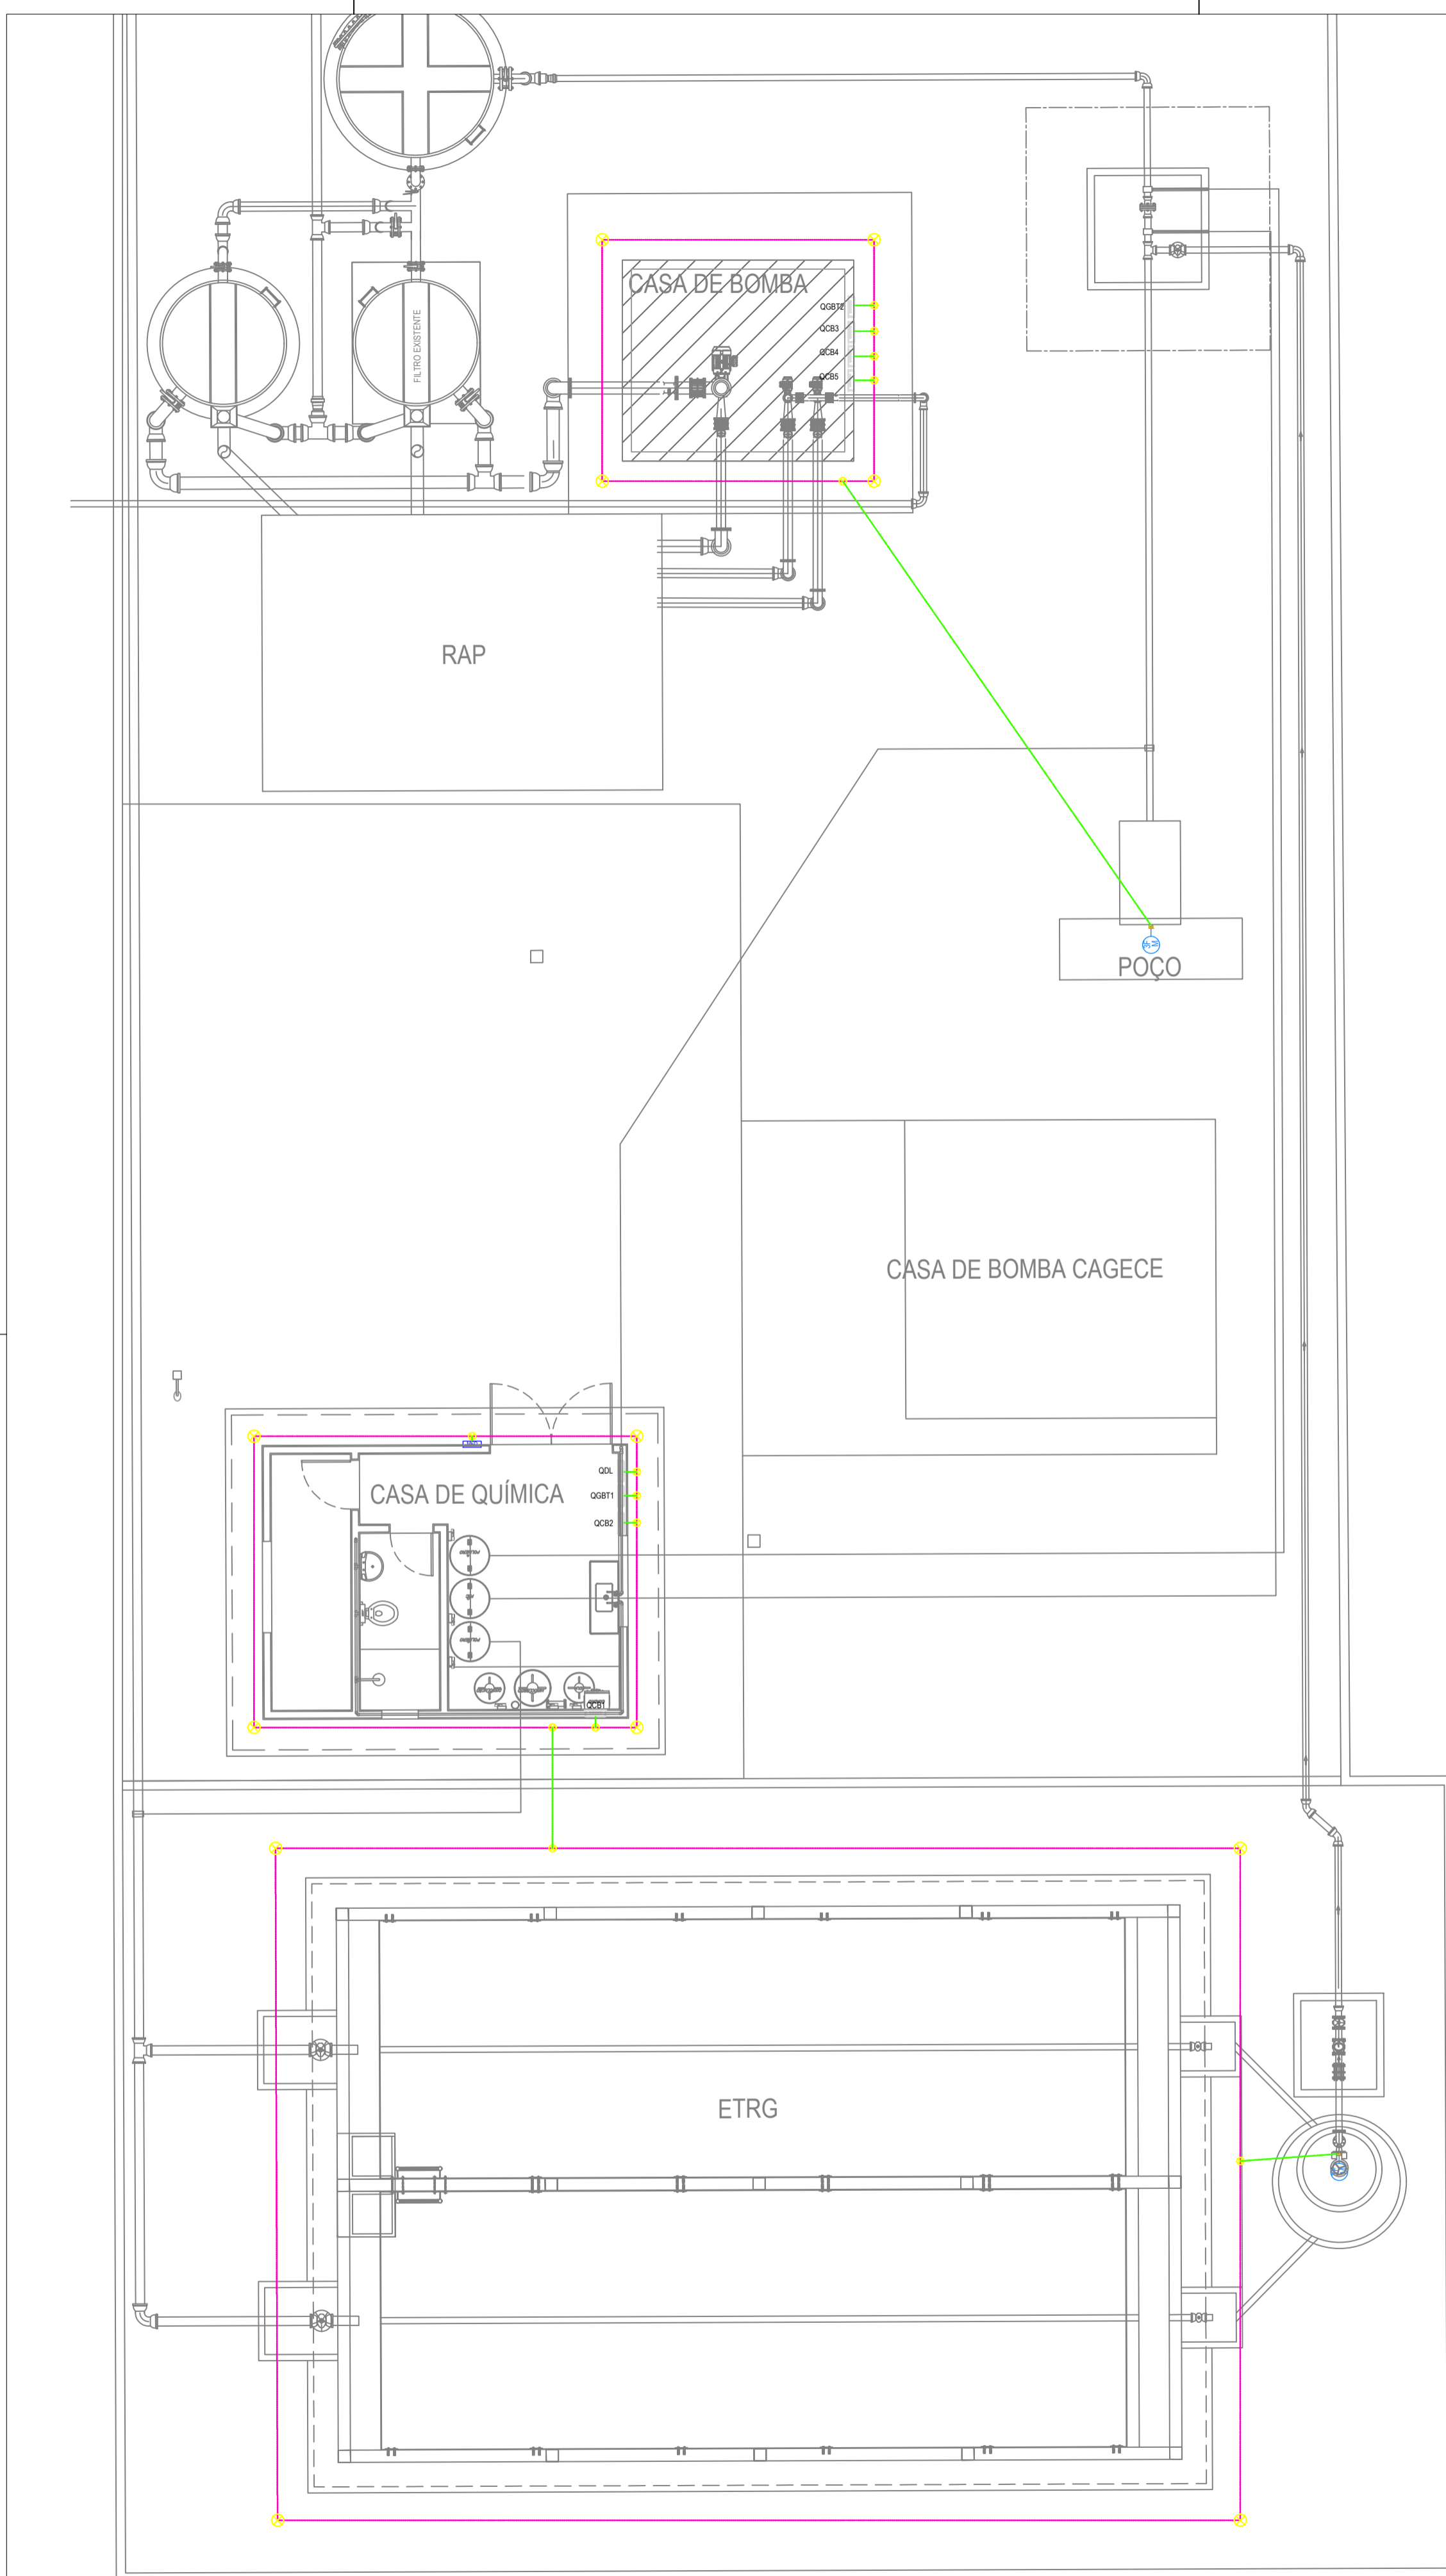 CASA DE BOMBA
QGBT2
QCB3
QCB4
QCB5
FILTRO EXISTENTE
RAP
POÇO
CASA DE BOMBA CAGECE
QDL
CASA DE QUÍMICA
QGBT1
QCB2
QCB1
ETRG